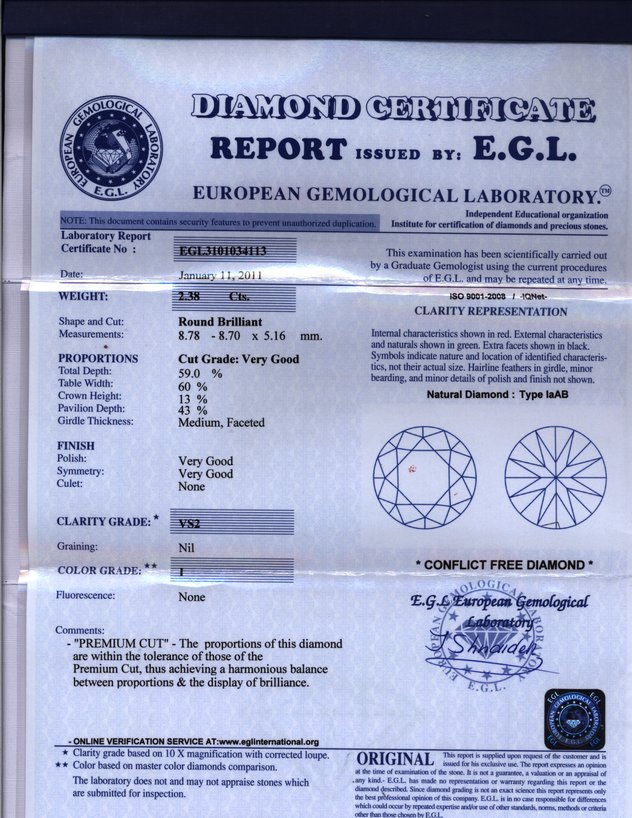 DIAMOND CERTIFICATE
REPORT ISSUED BY: E.G.L.
EUROPEAN GEMOLOGICAL LABORATORY.™
EUROPEAN GEMOLOGICAL LABORATORY
E.G.L.
NOTE: This document contains security features to prevent unauthorized duplication.
Independent Educational organization
Institute for certification of diamonds and precious stones.
Laboratory Report
Certificate No : EGL3101034113
Date: January 11, 2011
WEIGHT: 2.38 Cts.
Shape and Cut: Round Brilliant
Measurements: 8.78 - 8.70 x 5.16 mm.
PROPORTIONS Cut Grade: Very Good
Total Depth: 59.0 %
Table Width: 60 %
Crown Height: 13 %
Pavilion Depth: 43 %
Girdle Thickness: Medium, Faceted
FINISH
Polish: Very Good
Symmetry: Very Good
Culet: None
CLARITY GRADE: * VS2
Graining: Nil
COLOR GRADE: ** I
Fluorescence: None
Comments:
- "PREMIUM CUT" - The proportions of this diamond
are within the tolerance of those of the
Premium Cut, thus achieving a harmonious balance
between proportions & the display of brilliance.
- ONLINE VERIFICATION SERVICE AT:www.eglinternational.org
★ Clarity grade based on 10 X magnification with corrected loupe.
★★ Color based on master color diamonds comparison.
The laboratory does not and may not appraise stones which
are submitted for inspection.
This examination has been scientifically carried out
by a Graduate Gemologist using the current procedures
of E.G.L. and may be repeated at any time.
ISO 9001-2008 / -IQNet-
CLARITY REPRESENTATION
Internal characteristics shown in red. External characteristics
and naturals shown in green. Extra facets shown in black.
Symbols indicate nature and location of identified characteris-
tics, not their actual size. Hairline feathers in girdle, minor
bearding, and minor details of polish and finish not shown.
Natural Diamond : Type IaAB
* CONFLICT FREE DIAMOND *
E.G.L European Gemological
Laboratory
E.G.L.
ORIGINAL This report is supplied upon request of the customer and is
issued for his exclusive use. The report expresses an opinion
at the time of examination of the stone. It is not a guarantee, a valuation or an appraisal of
any kind.- E.G.L. has made no representation or warranty regarding this report or the
diamond described. Since diamond grading is not an exact science this report represents only
the best professional opinion of this company. E.G.L. is in no case responsible for differences
which could occur by repeated expertise and/or use of other standards, norms, methods or criteria
other than those chosen by E.G.L.